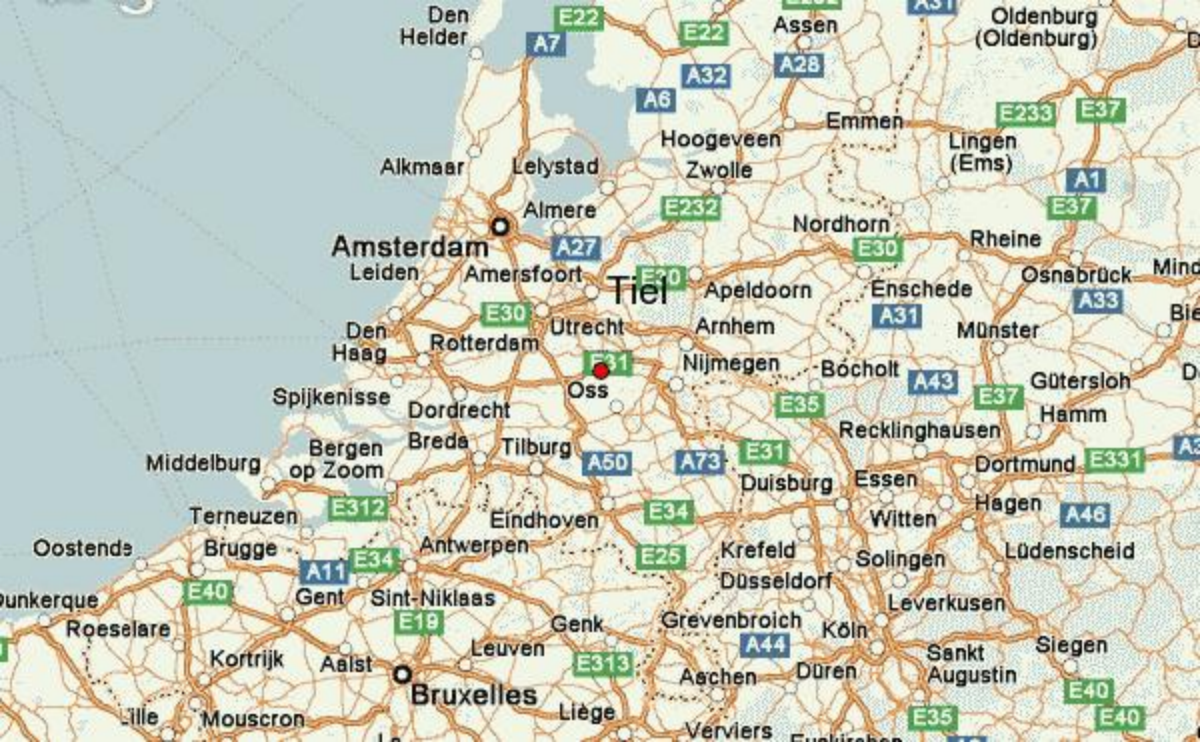 Den
Helder
E22
A7
E22
Assen
A31
Oldenburg
(Oldenburg)
A32
A28
A6
E233
E37
Hoogeveen
Emmen
Lingen
(Ems)
Alkmaar
Lelystad
Zwolle
A1
Almere
E232
E37
Nordhorn
Amsterdam
A27
E30
Rheine
Leiden
Amersfoort
Tiel
Apeldoorn
Enschede
Osnabrück
A33
E30
Utrecht
Arnhem
A31
Münster
Den
Haag
Rotterdam
E31
Nijmegen
Bocholt
A43
Gütersloh
Spijkenisse
Oss
E35
E37
Dordrecht
Hamm
Breda
Tilburg
Recklinghausen
Bergen
op Zoom
Middelburg
A50
A73
E31
Dortmund
E331
Duisburg
Essen
E312
Terneuzen
Eindhoven
E34
Witten
Hagen
A46
Oostende
Brugge
A11
E34
Antwerpen
E25
Krefeld
Solingen
Lüdenscheid
E40
Gent
Sint-Niklaas
Düsseldorf
Leverkusen
Roeselare
E19
Genk
Grevenbroich
Köln
Kortrijk
Aalst
Leuven
E313
A44
Siegen
Aachen
Düren
Sankt
Augustin
Bruxelles
E40
Mouscron
Liège
E35
E40
Verviers